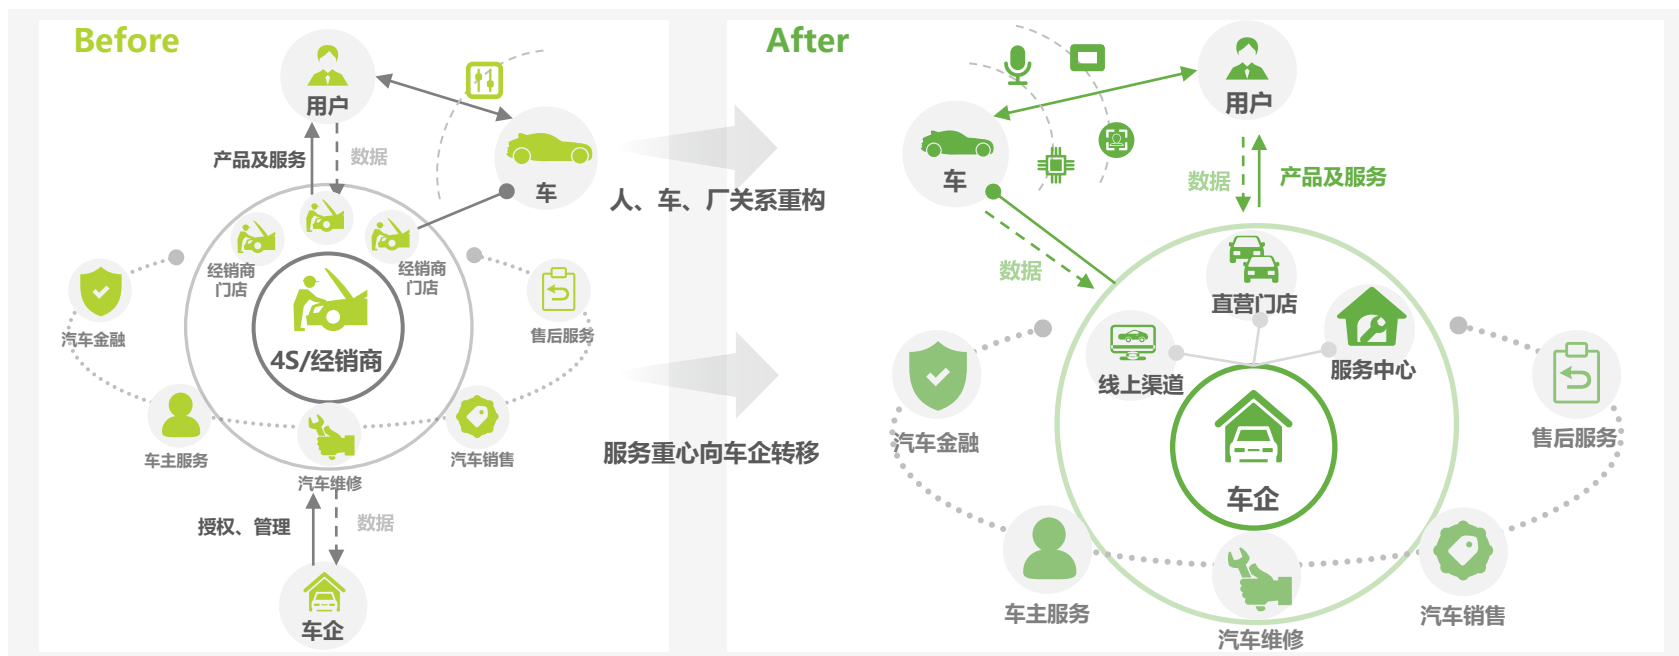 Before
用户
产品及服务
数据
车
经销商
门店
经销商
门店
4S/经销商
汽车金融
售后服务
车主服务
汽车维修
汽车销售
授权、管理
数据
车企
人、车、厂关系重构
服务重心向车企转移
After
用户
车
数据
产品及服务
数据
直营门店
线上渠道
服务中心
车企
汽车金融
售后服务
车主服务
汽车维修
汽车销售